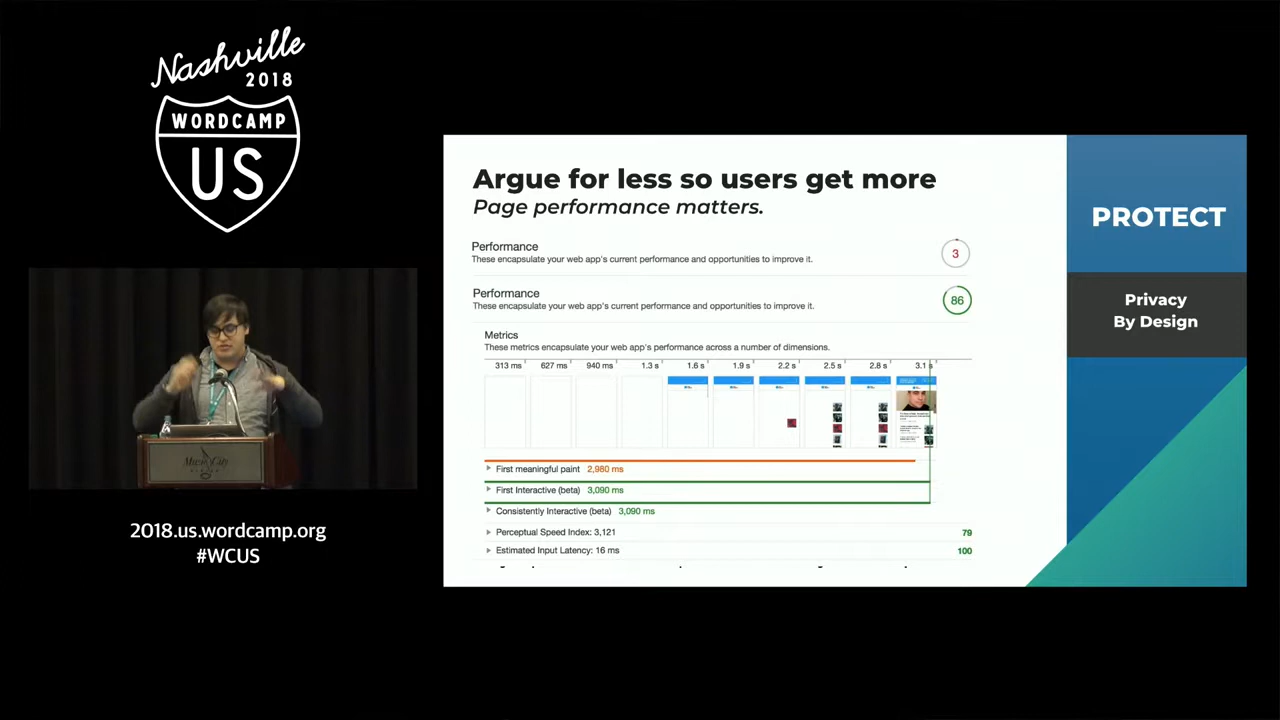 Nashville
2018
WORDCAMP
US
2018.us.wordcamp.org
#WCUS
Argue for less so users get more
Page performance matters.
Performance
These encapsulate your web app's current performance and opportunities to improve it.
3
Performance
These encapsulate your web app's current performance and opportunities to improve it.
86
Metrics
These metrics encapsulate your web app's performance across a number of dimensions.
313 ms 627 ms 940 ms 1.3 s 1.6 s 1.9 s 2.2 s 2.5 s 2.8 s 3.1 s
First meaningful paint 2,980 ms
First Interactive (beta) 3,090 ms
Consistently Interactive (beta) 3,090 ms
Perceptual Speed Index: 3,121 79
Estimated Input Latency: 16 ms 100
PROTECT
Privacy
By Design